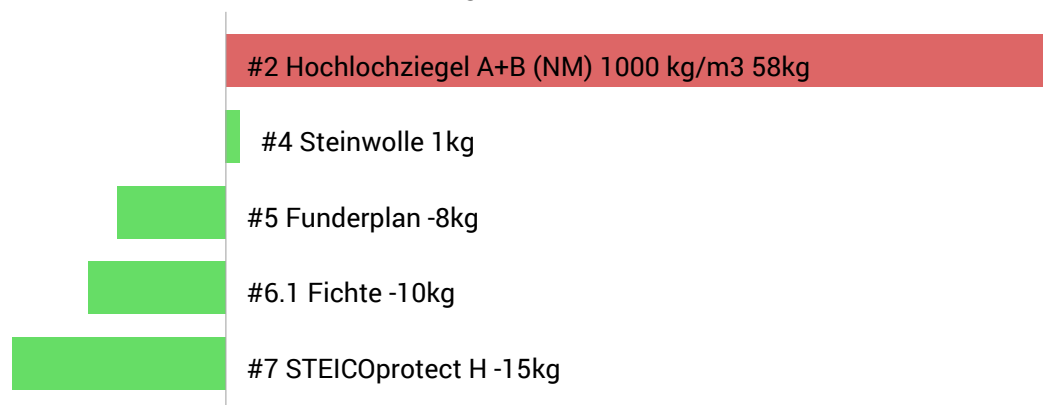 #2 Hochlochziegel A+B (NM) 1000 kg/m3 58kg
#4 Steinwolle 1kg
#5 Funderplan -8kg
#6.1 Fichte -10kg
#7 STEICOprotect H -15kg